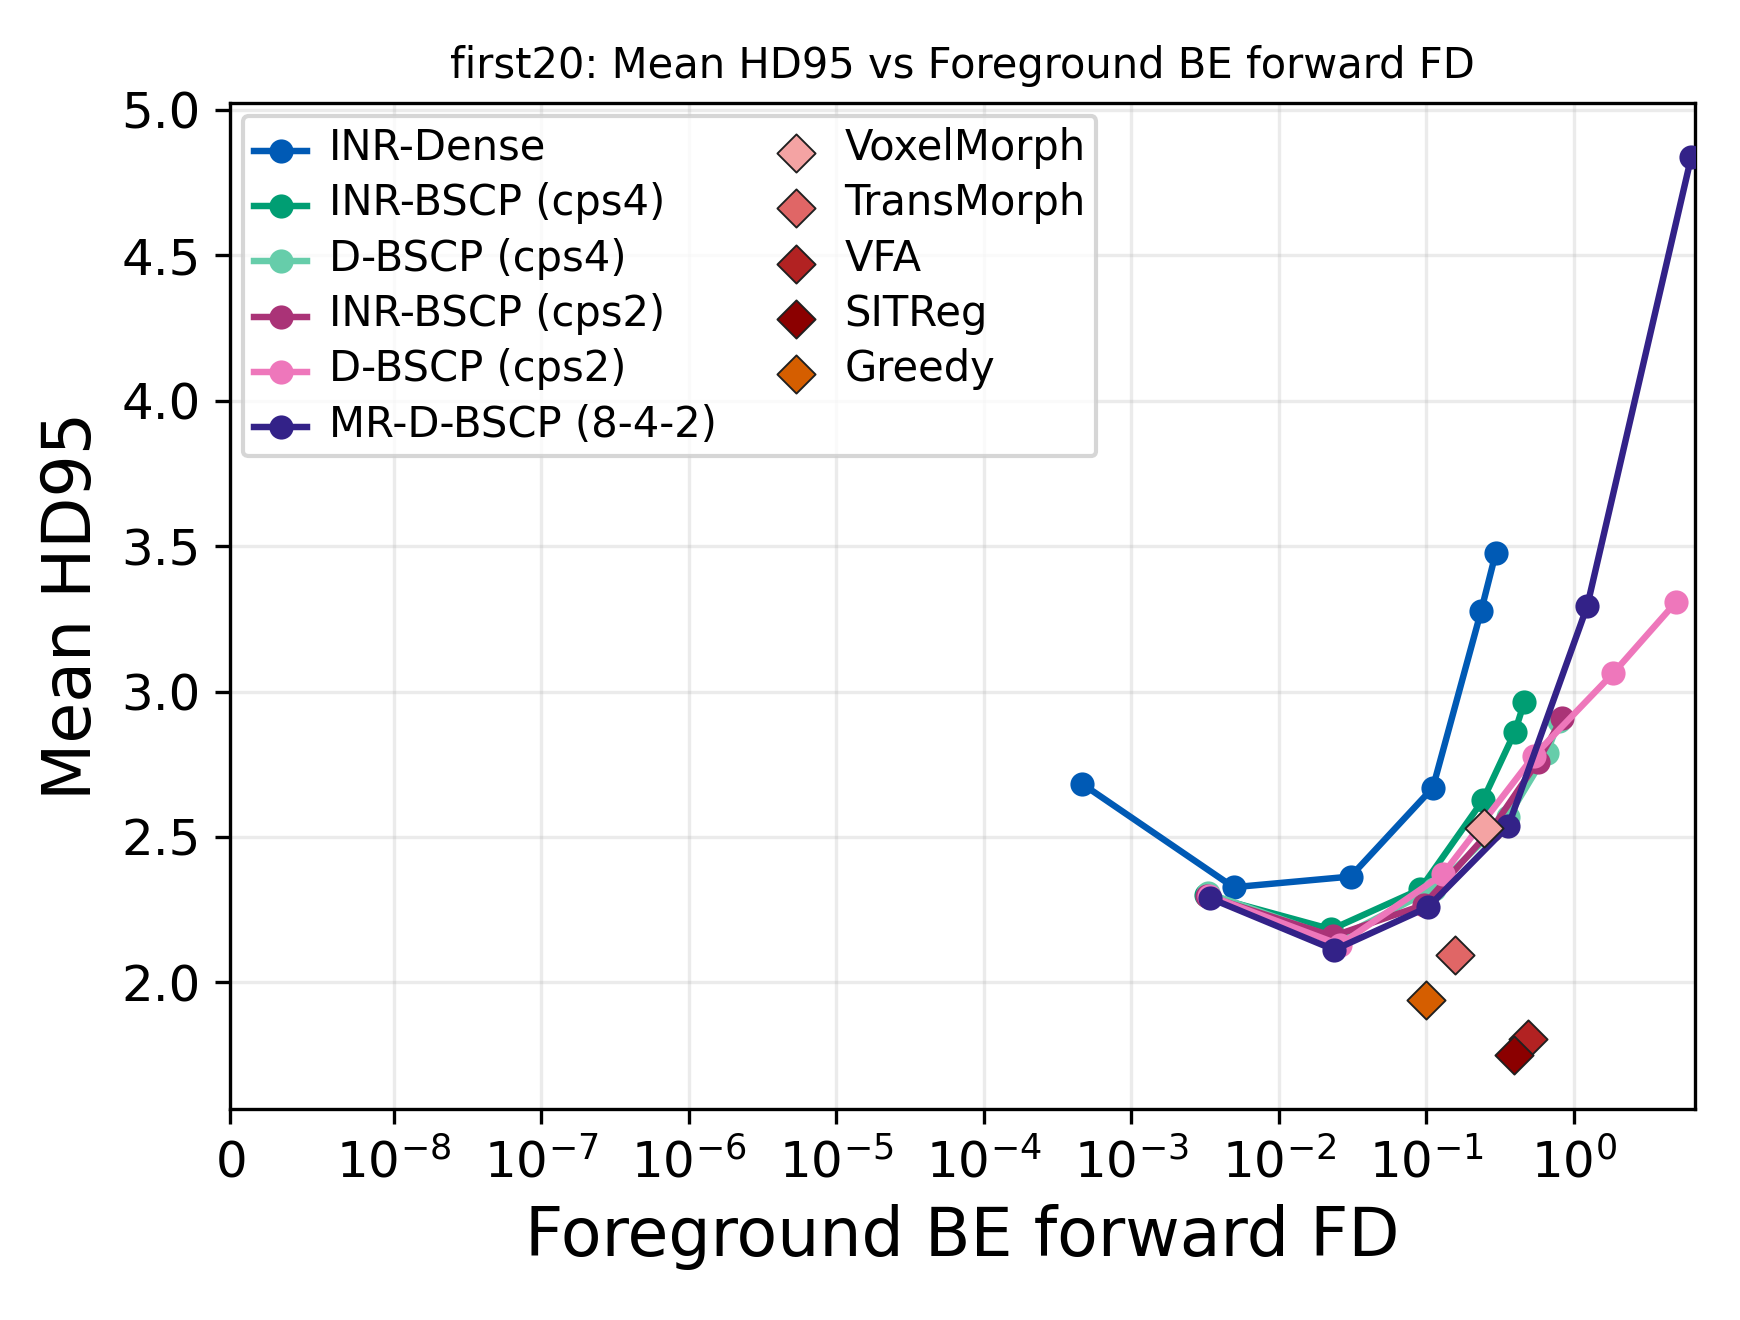 first20: Mean HD95 vs Foreground BE forward FD
5.0
4.5
4.0
3.5
3.0
2.5
2.0
Mean HD95
INR-Dense
INR-BSCP (cps4)
D-BSCP (cps4)
INR-BSCP (cps2)
D-BSCP (cps2)
MR-D-BSCP (8-4-2)
VoxelMorph
TransMorph
VFA
SITReg
Greedy
0 10⁻⁸ 10⁻⁷ 10⁻⁶ 10⁻⁵ 10⁻⁴ 10⁻³ 10⁻² 10⁻¹ 10⁰
Foreground BE forward FD